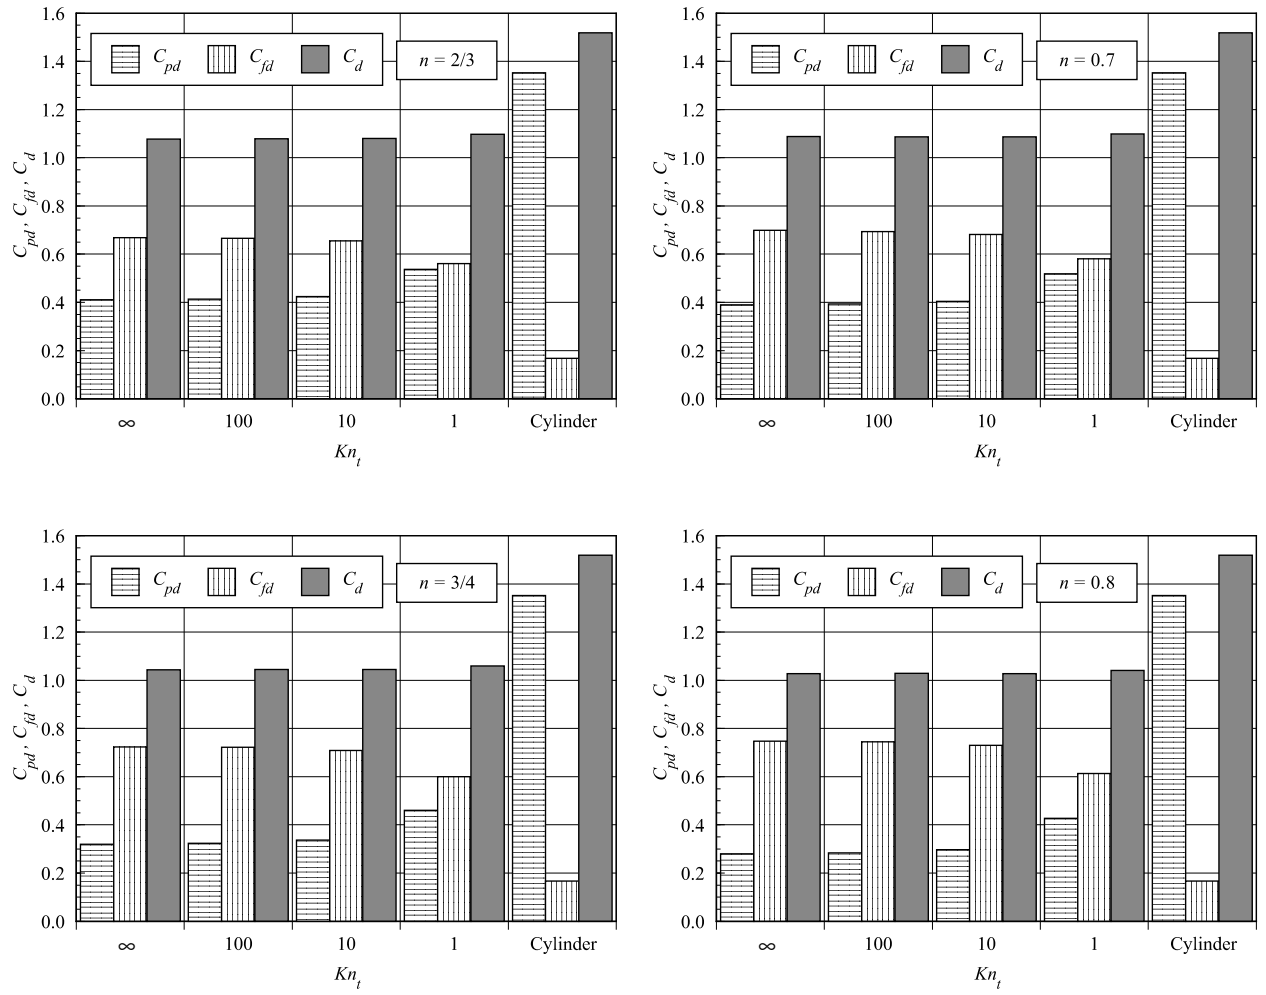 1.6
1.4
1.2
1.0
0.8
0.6
0.4
0.2
0.0
C_pd, C_fd, C_d
C_pd C_fd C_d
n = 2/3
∞ 100 10 1 Cylinder
Kn_t
1.6
1.4
1.2
1.0
0.8
0.6
0.4
0.2
0.0
C_pd, C_fd, C_d
C_pd C_fd C_d
n = 0.7
∞ 100 10 1 Cylinder
Kn_t
1.6
1.4
1.2
1.0
0.8
0.6
0.4
0.2
0.0
C_pd, C_fd, C_d
C_pd C_fd C_d
n = 3/4
∞ 100 10 1 Cylinder
Kn_t
1.6
1.4
1.2
1.0
0.8
0.6
0.4
0.2
0.0
C_pd, C_fd, C_d
C_pd C_fd C_d
n = 0.8
∞ 100 10 1 Cylinder
Kn_t